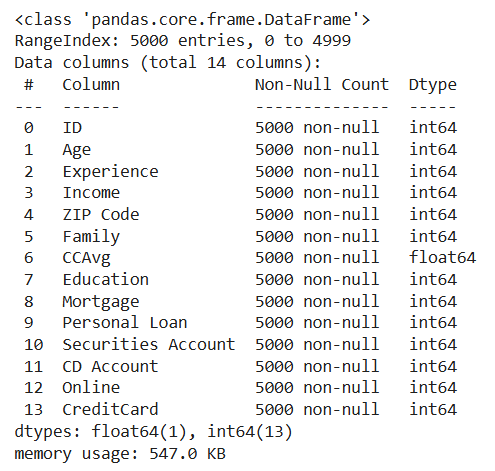 <class 'pandas.core.frame.DataFrame'>
RangeIndex: 5000 entries, 0 to 4999
Data columns (total 14 columns):
 #   Column              Non-Null Count  Dtype
---  ------              --------------  -----
 0   ID                  5000 non-null   int64
 1   Age                 5000 non-null   int64
 2   Experience          5000 non-null   int64
 3   Income              5000 non-null   int64
 4   ZIP Code            5000 non-null   int64
 5   Family              5000 non-null   int64
 6   CCAvg               5000 non-null   float64
 7   Education           5000 non-null   int64
 8   Mortgage            5000 non-null   int64
 9   Personal Loan       5000 non-null   int64
 10  Securities Account  5000 non-null   int64
 11  CD Account          5000 non-null   int64
 12  Online              5000 non-null   int64
 13  CreditCard          5000 non-null   int64
dtypes: float64(1), int64(13)
memory usage: 547.0 KB